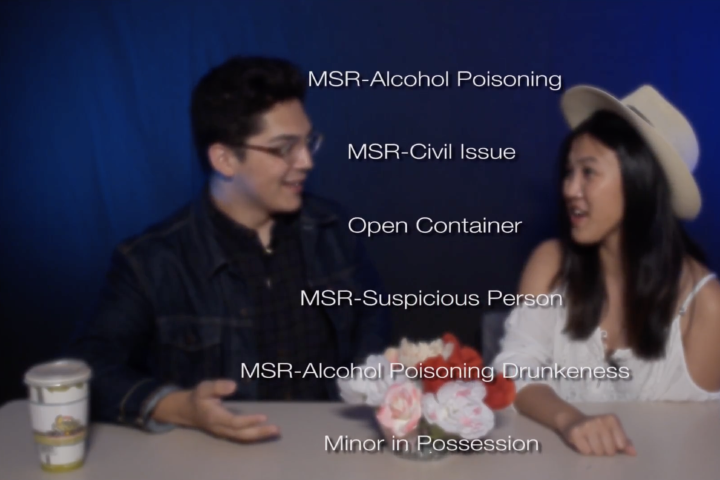 MSR-Alcohol Poisoning
MSR-Civil Issue
Open Container
MSR-Suspicious Person
MSR-Alcohol Poisoning Drunkeness
Minor in Possession